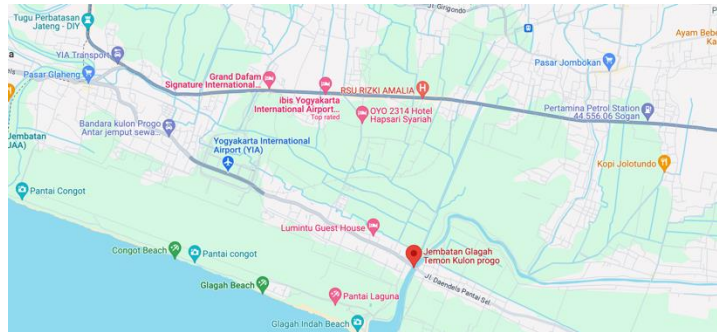 Jl. Girigondo
Tugu Perbatasan
Jateng - DIY
YIA Transport
Pasar Glaheng
Grand Dafam
Signature International...
ibis Yogyakarta
International Airport...
Top rated
RSU RIZKI AMALIA
OYO 2314 Hotel
Hapsari Syariah
Pasar Jombokan
Ayam Beb
Ka
Pertamina Petrol Station
44.556.06 Sogan
Bandara kulon Progo
Antar jemput sewa...
Jembatan
JAA)
Yogyakarta International
Airport (YIA)
Kopi Jolotundo
Pantai Congot
Lumintu Guest House
Congot Beach
Pantai congot
Jembatan Glagah
Temon Kulon progo
Jl. Daendels Pantai Sel.
Glagah Beach
Pantai Laguna
Glagah Indah Beach